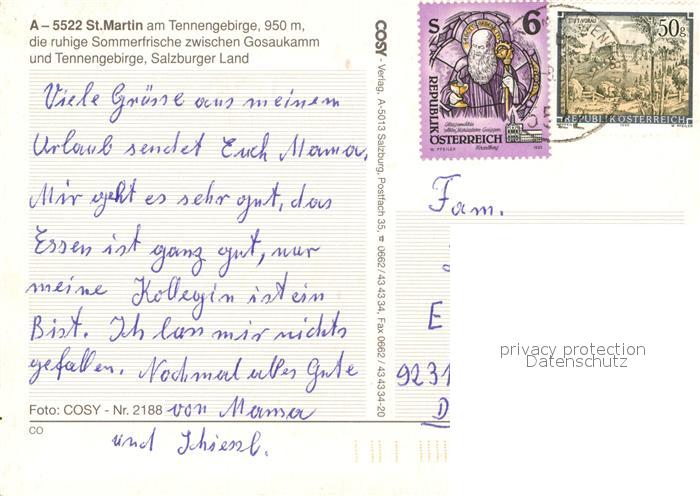 A – 5522 St.Martin am Tennengebirge, 950 m,
die ruhige Sommerfrische zwischen Gosaukamm
und Tennengebirge, Salzburger Land
Viele Grüsse aus meinem
Urlaub sendet Euch Mama.
Mir geht es sehr gut, das
Essen ist ganz gut, nur
meine Kollegin ist ein
Bist. Ich lass mir nichts
gefallen. Nochmal alles Gute
von Mama
und
Foto: COSY - Nr. 2188
CO
COSY - Verlag, A-5013 Salzburg, Postfach 35, ☎ 0662/43 43 34, Fax 0662/43 43 34-20
S 6
REPUBLIK
ÖSTERREICH
50g
STIFT VORAU
REPUBLIK ÖSTERREICH
Fam.
E
9231
D
privacy protection
Datenschutz